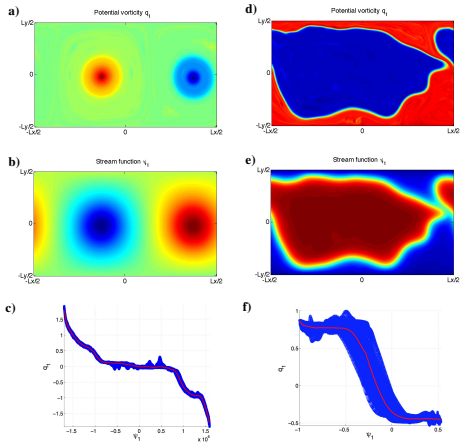 a)
Potential vorticity q1
Ly/2
0
-Ly/2
-Lx/2
0
Lx/2
b)
Stream function ψ1
Ly/2
0
-Ly/2
-Lx/2
0
Lx/2
c)
1.5
1
0.5
0
-0.5
-1
-1.5
q1
-1.5
-1
-0.5
0
0.5
1
1.5
x 10
Ψ1
d)
Potential vorticity q1
Ly/2
0
-Ly/2
-Lx/2
0
Lx/2
e)
Stream function ψ1
Ly/2
0
-Ly/2
-Lx/2
0
Lx/2
f)
1
0.5
0
-0.5
q1
-1
-0.5
0
0.5
Ψ1